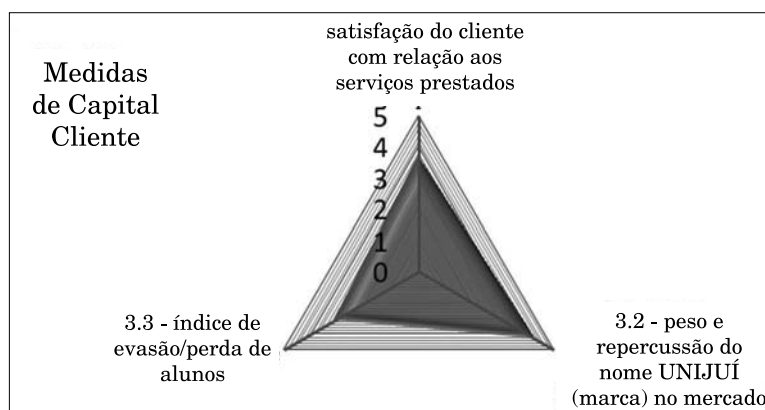 satisfação do cliente
com relação aos
serviços prestados
Medidas
de Capital
Cliente
5
4
3
2
1
0
3.3 - índice de
evasão/perda de
alunos
3.2 - peso e
repercussão do
nome UNIJUÍ
(marca) no mercado